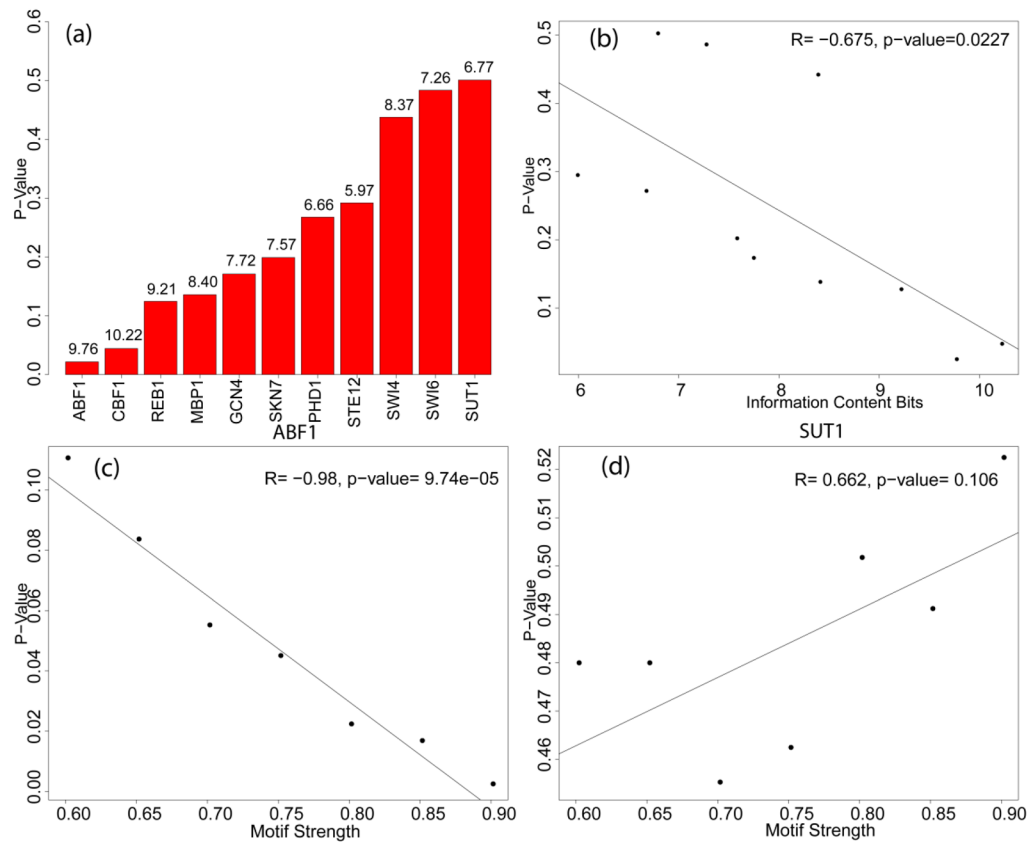 (a)
P-Value
0.0 0.1 0.2 0.3 0.4 0.5 0.6
9.76 10.22 9.21 8.40 7.72 7.57 6.66 5.97 8.37 7.26 6.77
ABF1 CBF1 REB1 MBP1 GCN4 SKN7 PHD1 STE12 SWI4 SWI6 SUT1
(b)
R= −0.675, p−value=0.0227
P−Value
0.1 0.2 0.3 0.4 0.5
6 7 8 9 10
Information Content Bits
ABF1
(c)
R= −0.98, p−value= 9.74e−05
P−Value
0.00 0.02 0.04 0.06 0.08 0.10
0.60 0.65 0.70 0.75 0.80 0.85 0.90
Motif Strength
SUT1
(d)
R= 0.662, p−value= 0.106
P−Value
0.46 0.47 0.48 0.49 0.50 0.51 0.52
0.60 0.65 0.70 0.75 0.80 0.85 0.90
Motif Strength